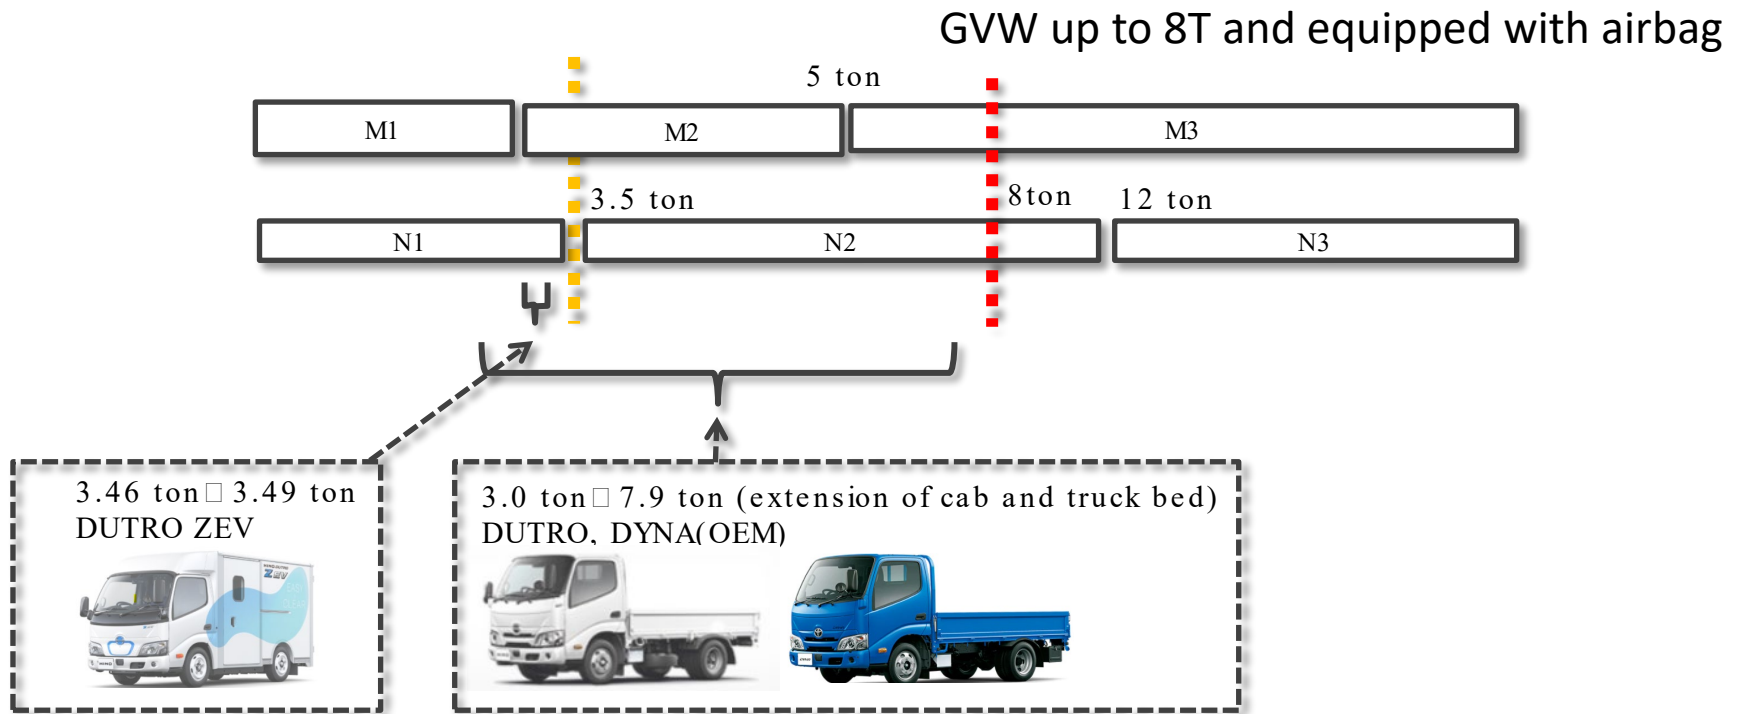 GVW up to 8T and equipped with airbag
5 ton
M1
M2
M3
3.5 ton
8ton
12 ton
N1
N2
N3
3.46 ton□ 3.49 ton
DUTRO ZEV
3.0 ton□ 7.9 ton (extension of cab and truck bed)
DUTRO, DYNA(OEM)